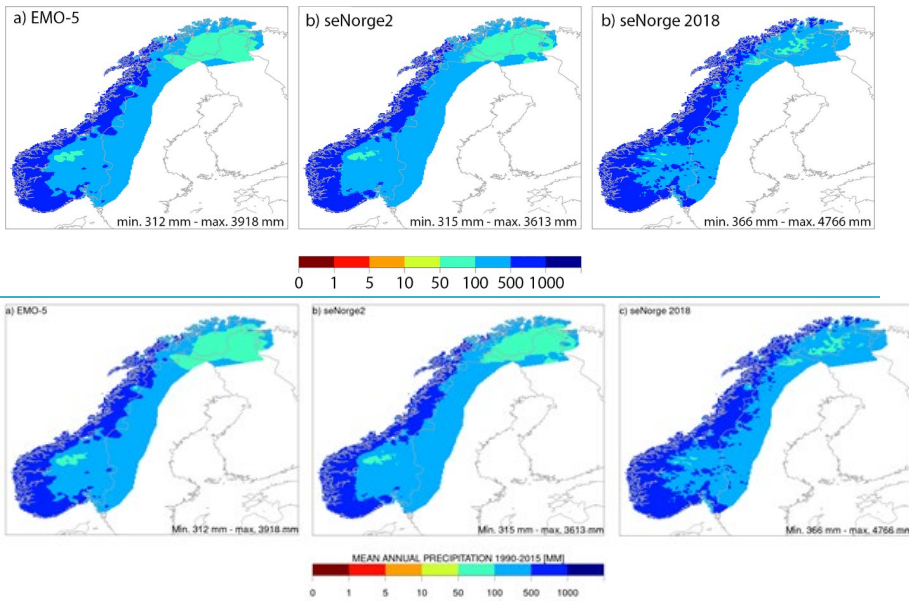 a) EMO-5
b) seNorge2
b) seNorge 2018
min. 312 mm - max. 3918 mm
min. 315 mm - max. 3613 mm
min. 366 mm - max. 4766 mm
0 1 5 10 50 100 500 1000
a) EMO-5
b) seNorge2
c) seNorge 2018
Min. 312 mm - max, 3918 mm
Min. 315 mm - max, 3613 mm
Min. 366 mm - max, 4766 mm
MEAN ANNUAL PRECIPITATION 1990-2015 [MM]
0 1 5 10 50 100 500 1000